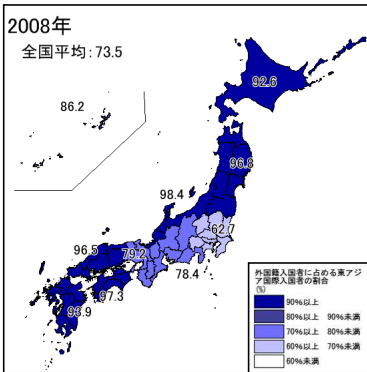 2008年
全国平均:73.5
92.6
86.2
96.8
98.4
62.7
96.5
79.2
78.4
97.3
93.9
外国籍入国者に占める東アジ
ア国際入国者の割合
(%)
90%以上
80%以上 90%未満
70%以上 80%未満
60%以上 70%未満
60%未満